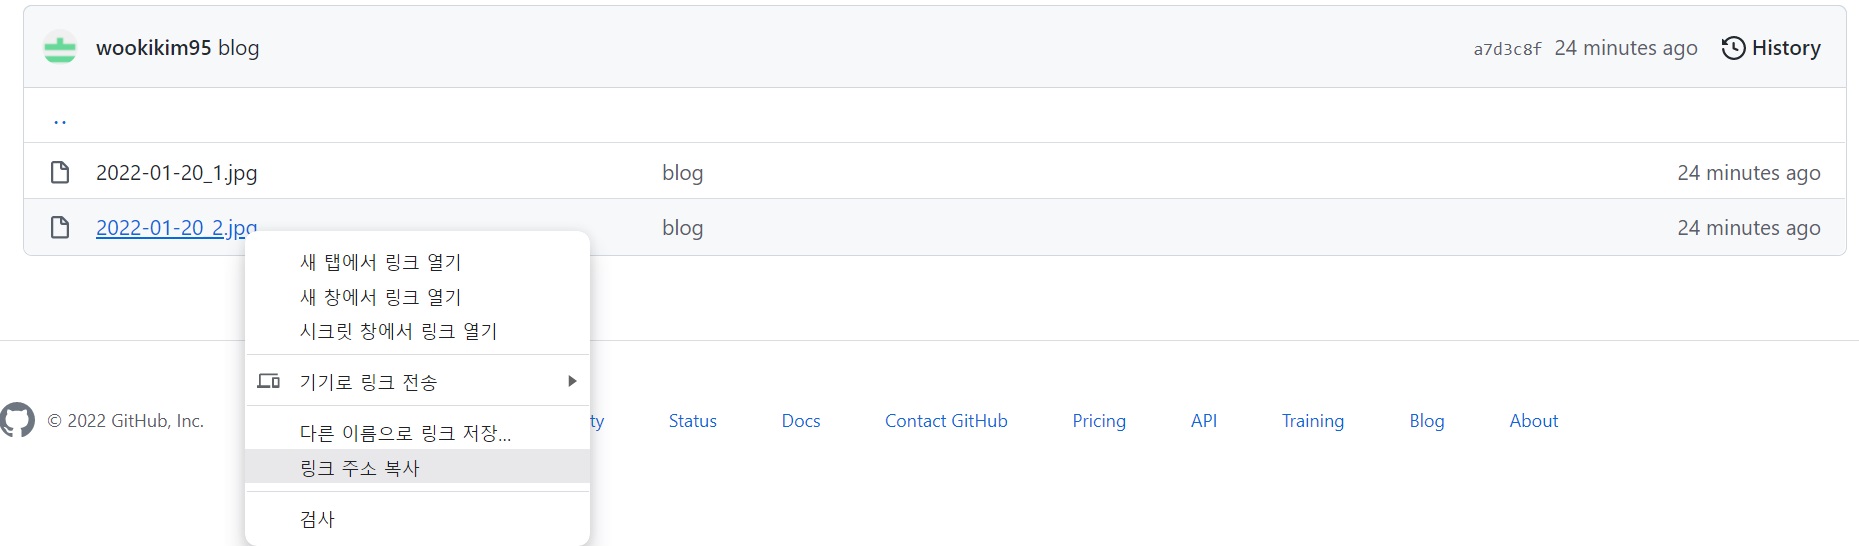 wookikim95 blog a7d3c8f 24 minutes ago History
..
2022-01-20_1.jpg blog 24 minutes ago
2022-01-20_2.jpg blog 24 minutes ago
새 탭에서 링크 열기
새 창에서 링크 열기
시크릿 창에서 링크 열기
기기로 링크 전송
다른 이름으로 링크 저장...
링크 주소 복사
검사
© 2022 GitHub, Inc. ty Status Docs Contact GitHub Pricing API Training Blog About